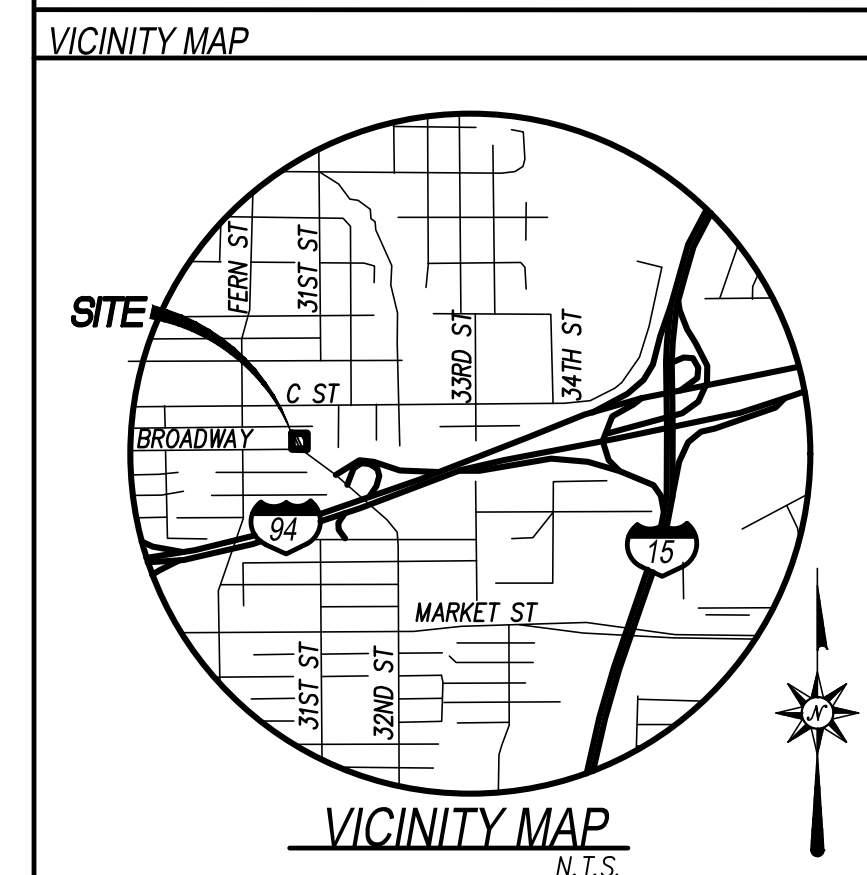 VICINITY MAP
FERN ST
31ST ST
SITE
33RD ST
34TH ST
C ST
BROADWAY
94
15
MARKET ST
31ST ST
32ND ST
N
VICINITY MAP
N.T.S.